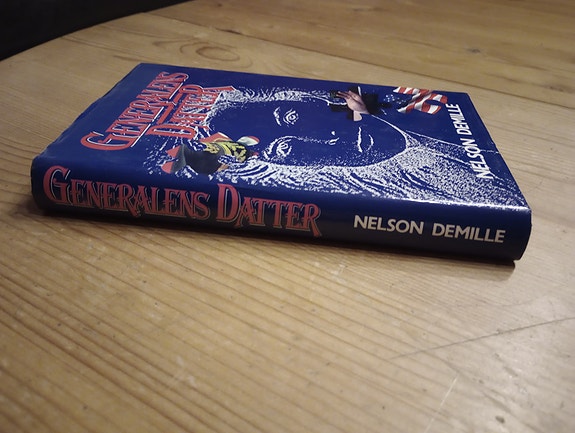 GENERALENS
DATTER
NELSON DEMILLE
GENERALENS DATTER
NELSON DEMILLE